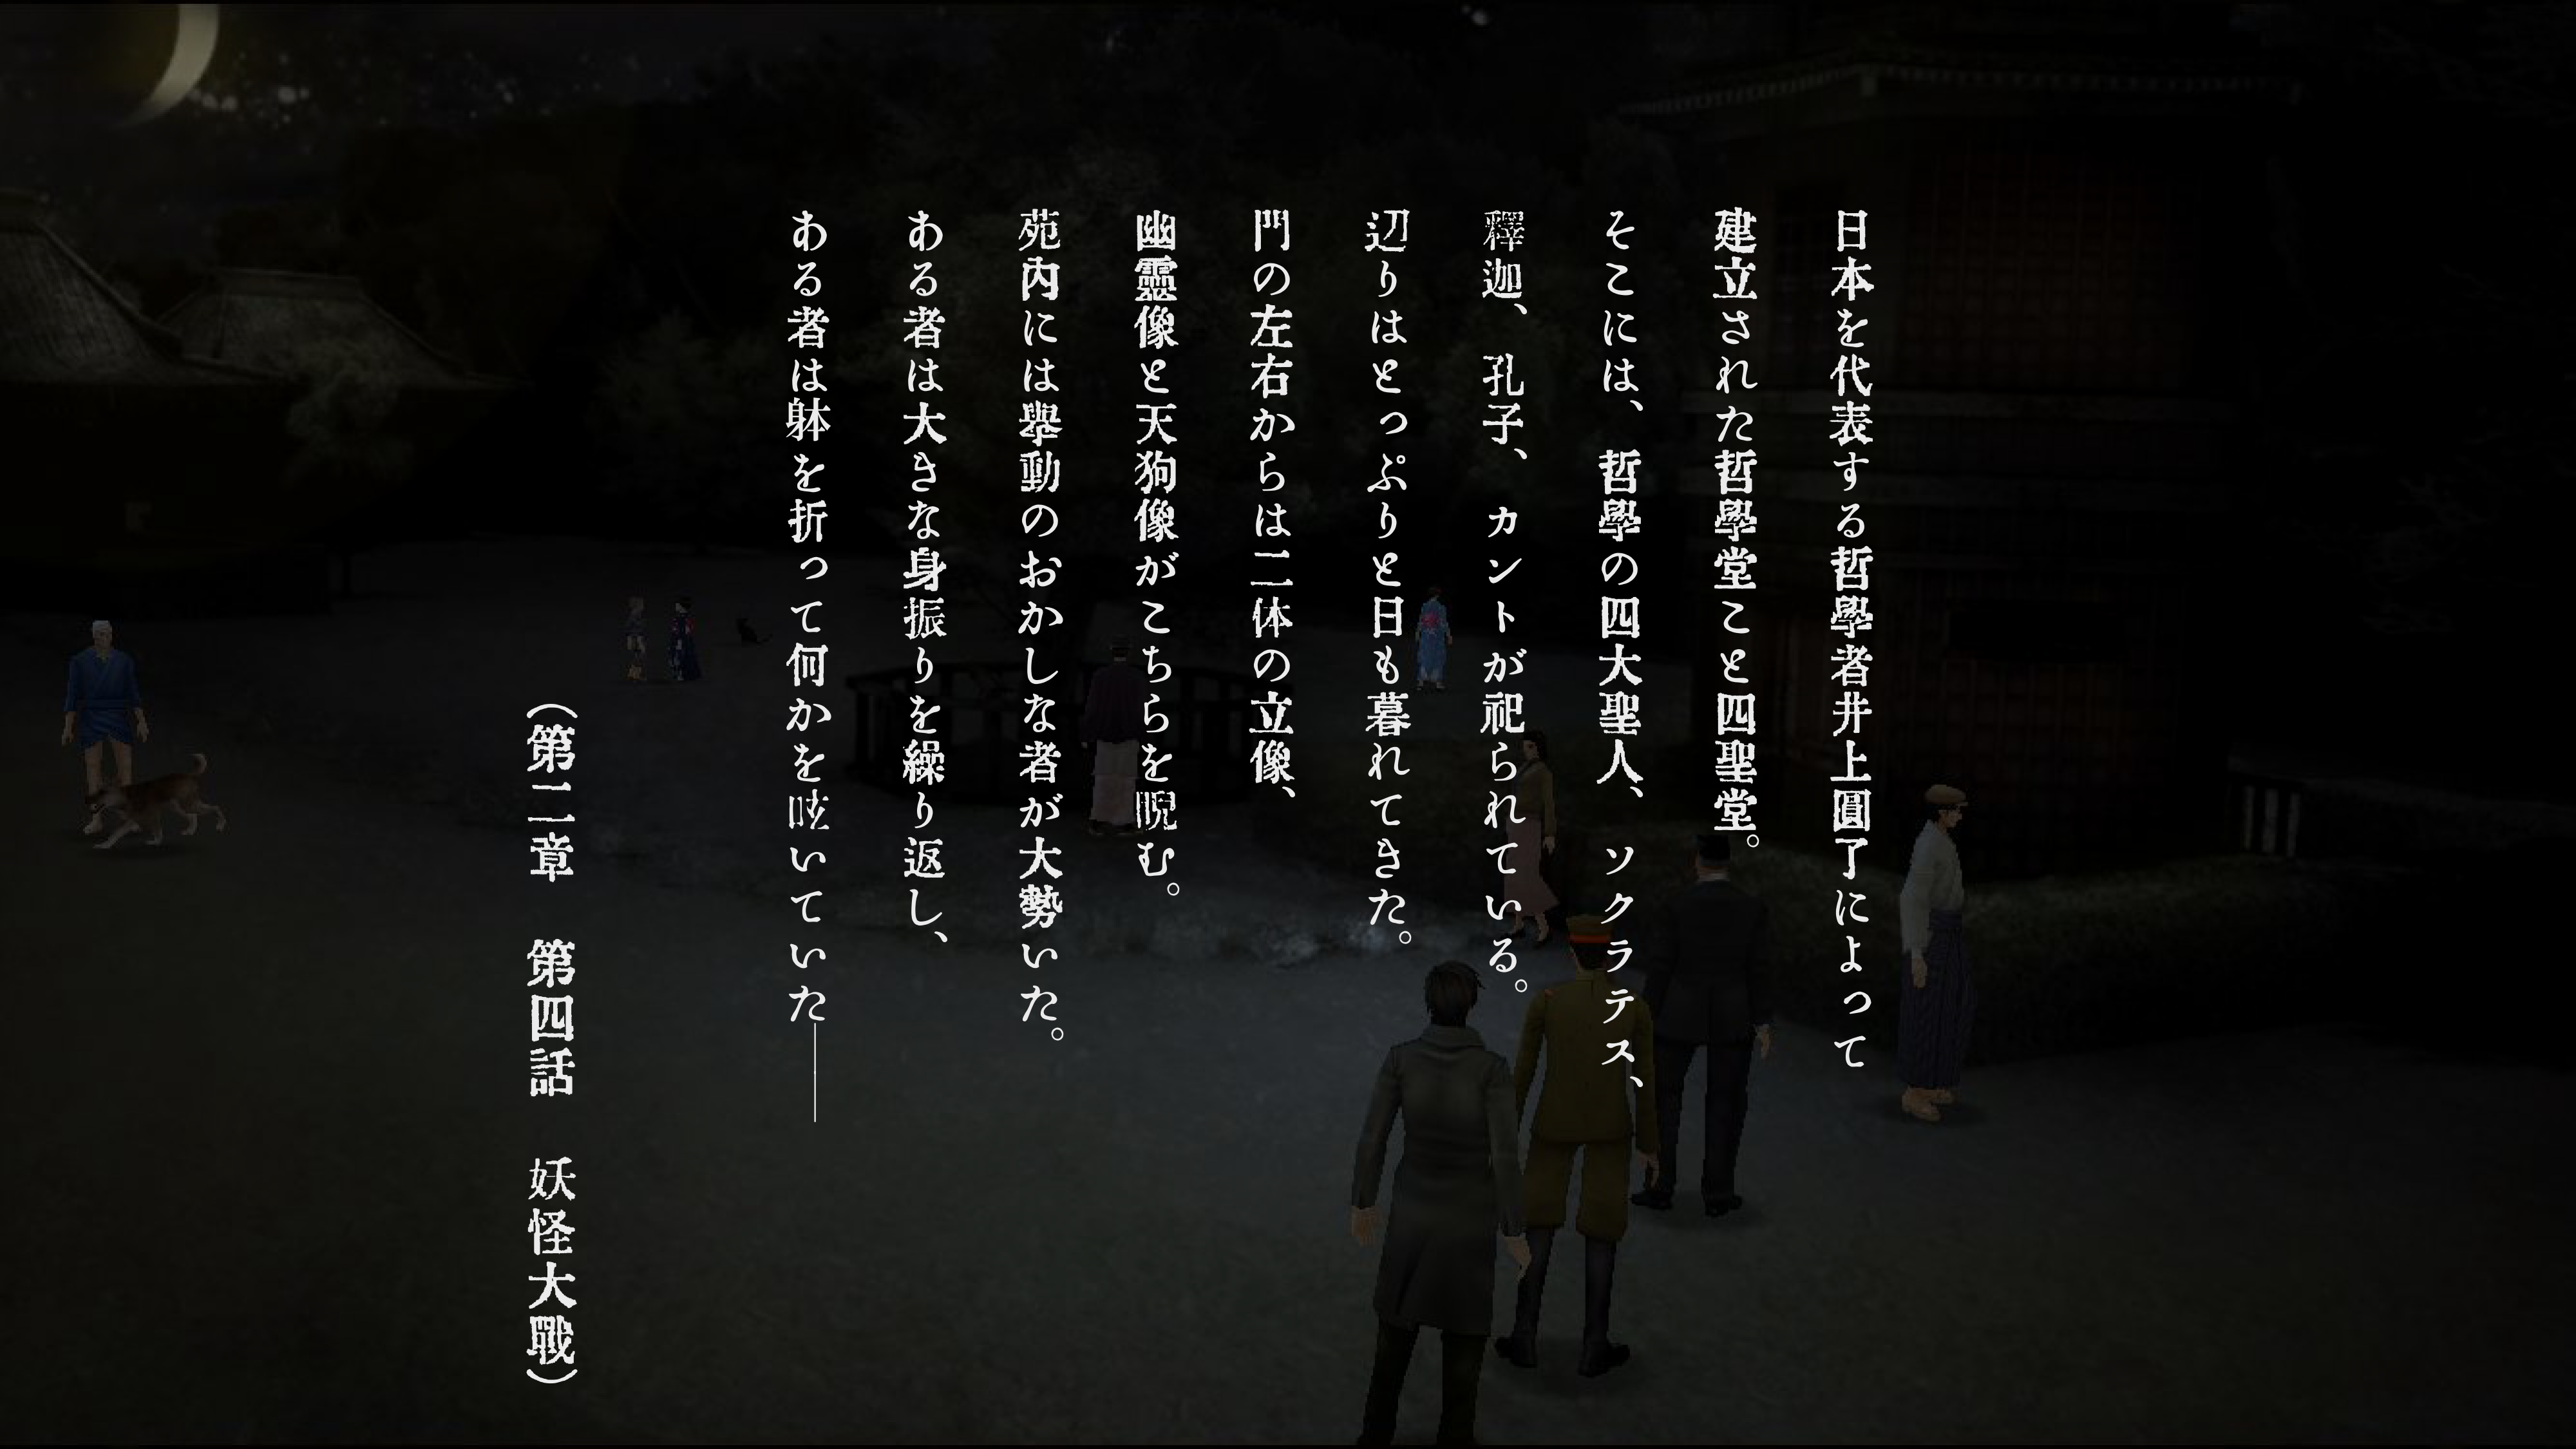 日本を代表する哲學者井上圓了によって
建立された哲學堂こと四聖堂。
そこには、哲學の四大聖人、ソクラテス、
釋迦、孔子、カントが祀られている。
辺りはとっぷりと日も暮れてきた。
門の左右からは二体の立像、
幽靈像と天狗像がこちらを睨む。
苑内には擧動のおかしな者が大勢いた。
ある者は大きな身振りを繰り返し、
ある者は躰を折って何かを呟いていた――
（第二章　第四話　妖怪大戰）